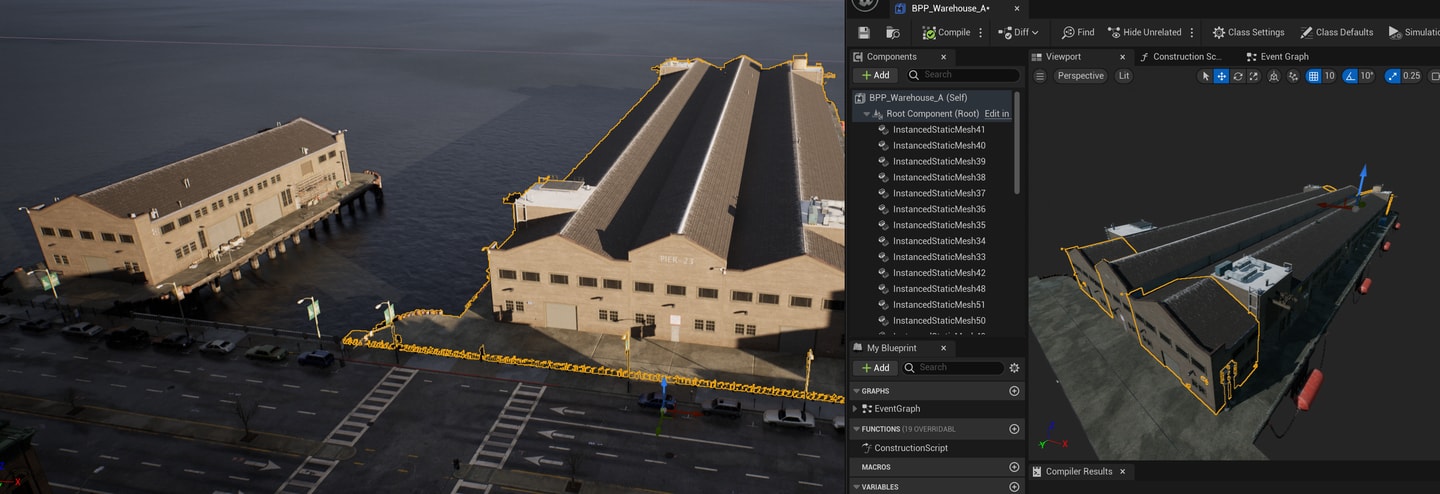 PIER-23
BPP_Warehouse_A•
Compile
Diff
Find
Hide Unrelated
Class Settings
Class Defaults
Simulatio
Components
Viewport
Construction Sc...
Event Graph
+ Add
Search
Perspective
Lit
10
10°
0.25
BPP_Warehouse_A (Self)
Root Component (Root)
Edit in
InstancedStaticMesh41
InstancedStaticMesh40
InstancedStaticMesh39
InstancedStaticMesh38
InstancedStaticMesh37
InstancedStaticMesh36
InstancedStaticMesh35
InstancedStaticMesh34
InstancedStaticMesh33
InstancedStaticMesh42
InstancedStaticMesh48
InstancedStaticMesh51
InstancedStaticMesh50
My Blueprint
+ Add
Search
GRAPHS
EventGraph
FUNCTIONS (19 OVERRIDABL
ConstructionScript
MACROS
VARIABLES
Compiler Results
Z
Y
X
X